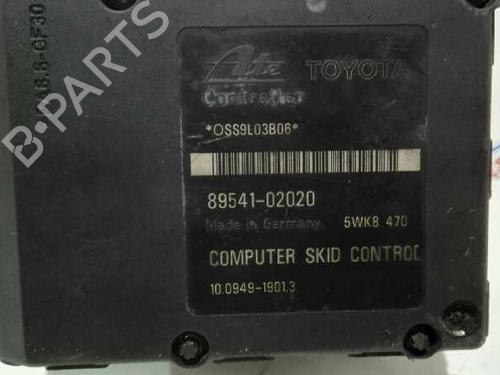 Ate TOYOTA
Controller
*OSS9L03B06*
89541-02020
Made in Germany 5WK8 470
COMPUTER SKID CONTROL
10.0949-1901.3
B-PARTS